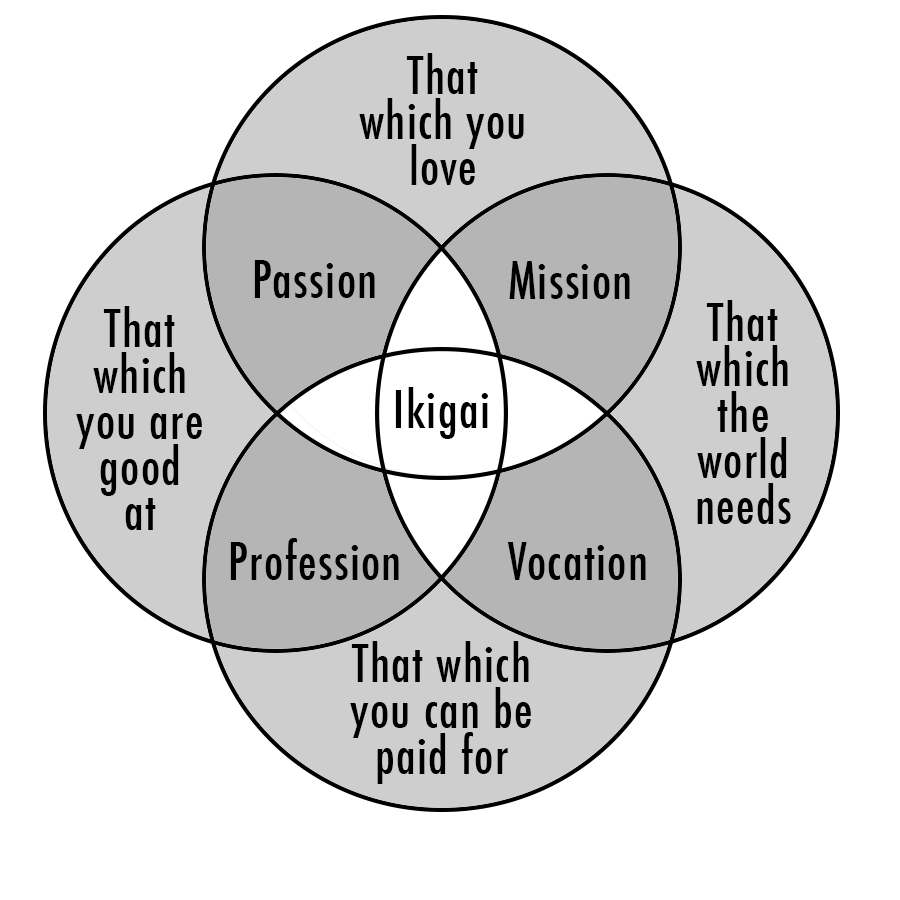 That
which you
love
Passion
Mission
That
which
you are
good
at
Ikigai
That
which
the
world
needs
Profession
Vocation
That which
you can be
paid for